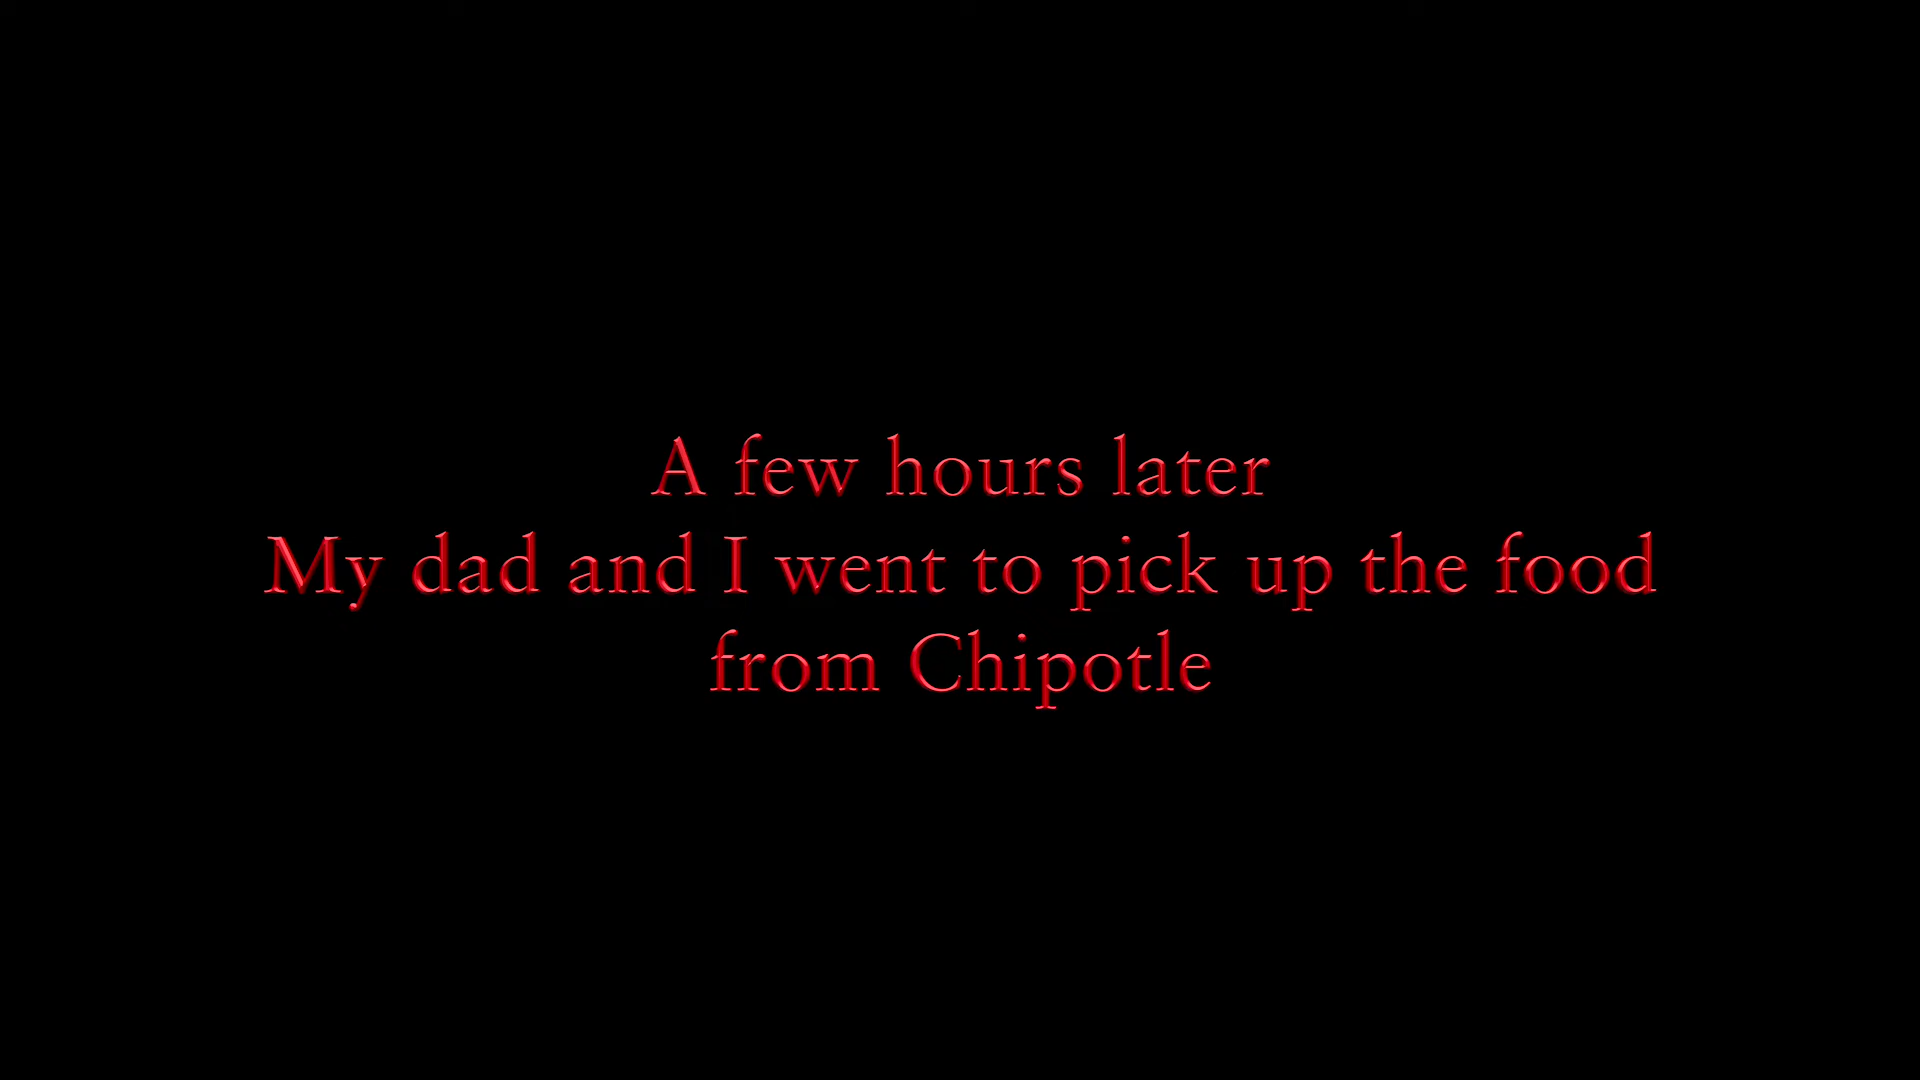 A few hours later
My dad and I went to pick up the food
from Chipotle